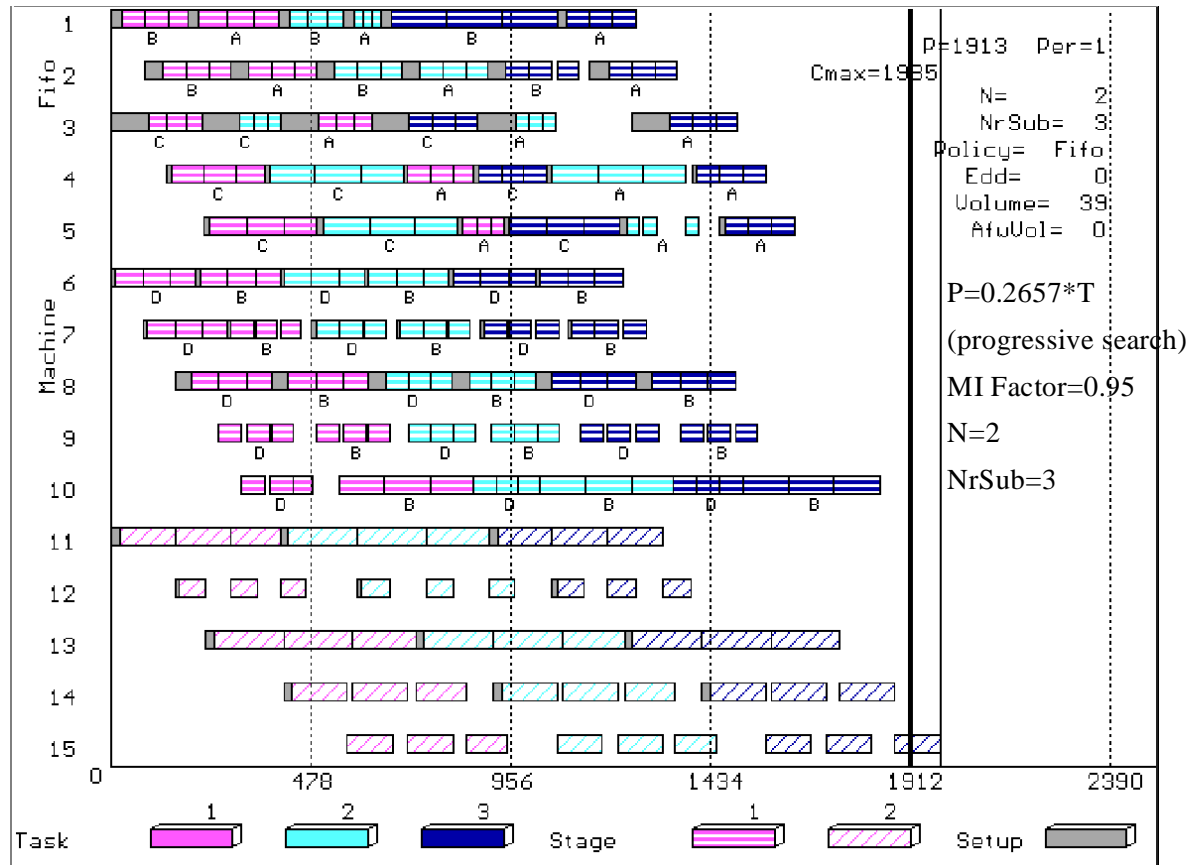 P=1913 Per=1
Cmax=1985
N= 2
NrSub= 3
Policy= Fifo
Edd= 0
Volume= 39
AfuVol= 0
P=0.2657*T
(progressive search)
MI Factor=0.95
N=2
NrSub=3
Fifo
Machine
1
B A B A B A
2
B A B A B A
3
C C A C A A
4
C C A C A A
5
C C A C A A
6
D B D B D B
7
D B D B D B
8
D B D B D B
9
D B D B D B
10
D B D B D B
11
12
13
14
15
0 478 956 1434 1912 2390
Task 1 2 3 Stage 1 2 Setup